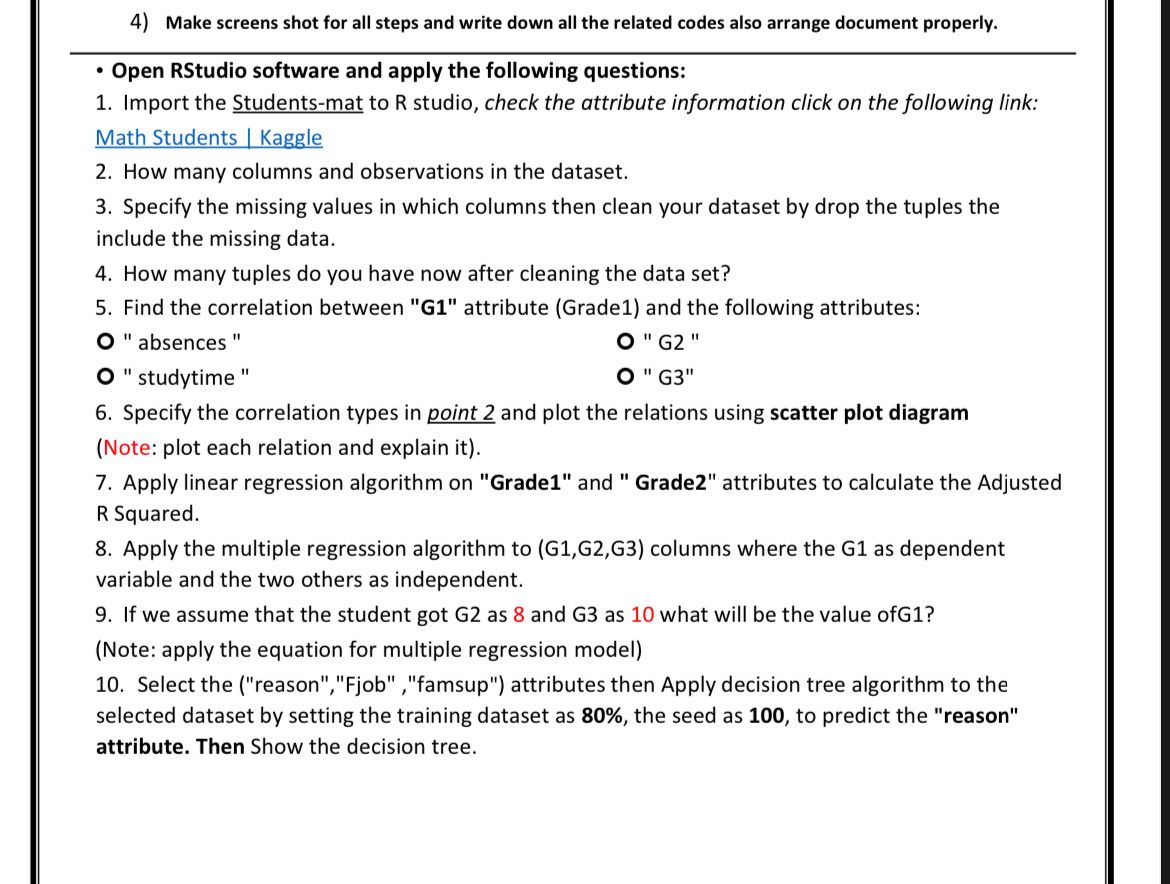 4) Make screens shot for all steps and write down all the related codes also arrange document properly.
• Open RStudio software and apply the following questions:
1. Import the Students-mat to R studio, check the attribute information click on the following link:
Math Students | Kaggle
2. How many columns and observations in the dataset.
3. Specify the missing values in which columns then clean your dataset by drop the tuples the
include the missing data.
4. How many tuples do you have now after cleaning the data set?
5. Find the correlation between "G1" attribute (Grade1) and the following attributes:
O " absences " O " G2 "
O " studytime " O " G3"
6. Specify the correlation types in point 2 and plot the relations using scatter plot diagram
(Note: plot each relation and explain it).
7. Apply linear regression algorithm on "Grade1" and " Grade2" attributes to calculate the Adjusted
R Squared.
8. Apply the multiple regression algorithm to (G1,G2,G3) columns where the G1 as dependent
variable and the two others as independent.
9. If we assume that the student got G2 as 8 and G3 as 10 what will be the value ofG1?
(Note: apply the equation for multiple regression model)
10. Select the ("reason","Fjob" ,"famsup") attributes then Apply decision tree algorithm to the
selected dataset by setting the training dataset as 80%, the seed as 100, to predict the "reason"
attribute. Then Show the decision tree.